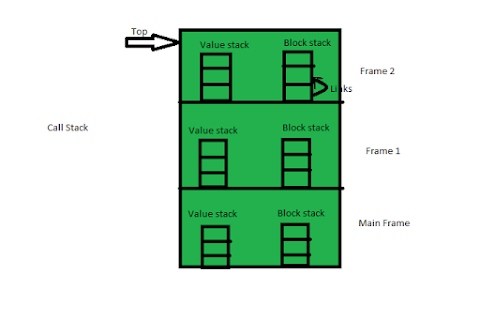 Top
Value stack
Block stack
Frame 2
Links
Call Stack
Value stack
Block stack
Frame 1
Value stack
Block stack
Main Frame